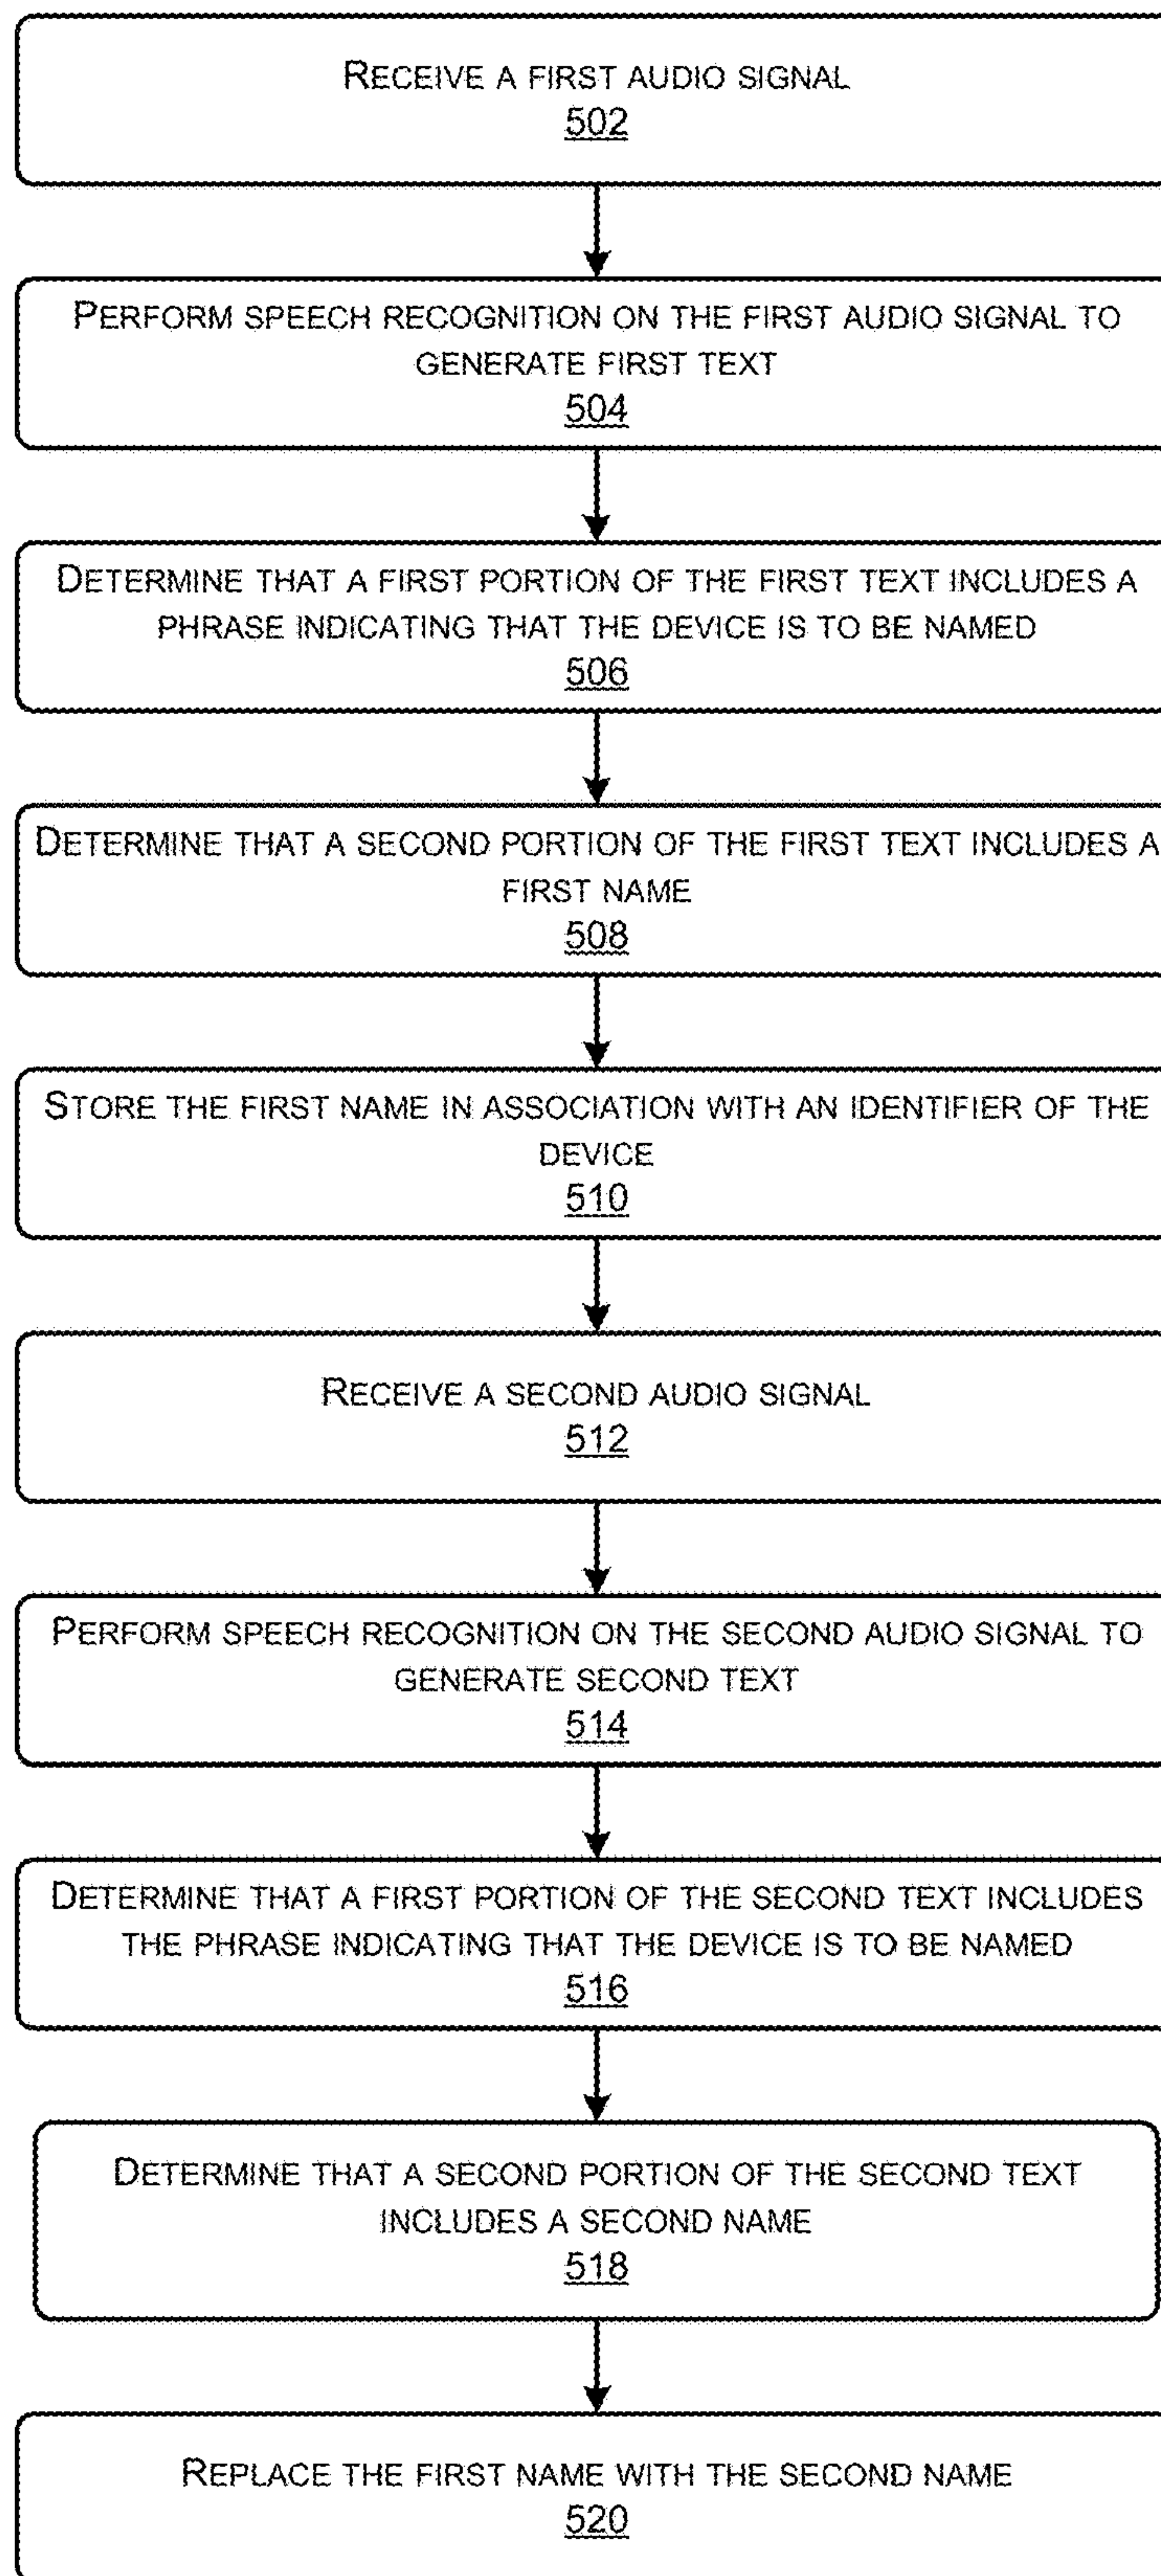 RECEIVE A FIRST AUDIO SIGNAL
502
PERFORM SPEECH RECOGNITION ON THE FIRST AUDIO SIGNAL TO
GENERATE FIRST TEXT
504
DETERMINE THAT A FIRST PORTION OF THE FIRST TEXT INCLUDES A
PHRASE INDICATING THAT THE DEVICE IS TO BE NAMED
506
DETERMINE THAT A SECOND PORTION OF THE FIRST TEXT INCLUDES A
FIRST NAME
508
STORE THE FIRST NAME IN ASSOCIATION WITH AN IDENTIFIER OF THE
DEVICE
510
RECEIVE A SECOND AUDIO SIGNAL
512
PERFORM SPEECH RECOGNITION ON THE SECOND AUDIO SIGNAL TO
GENERATE SECOND TEXT
514
DETERMINE THAT A FIRST PORTION OF THE SECOND TEXT INCLUDES
THE PHRASE INDICATING THAT THE DEVICE IS TO BE NAMED
516
DETERMINE THAT A SECOND PORTION OF THE SECOND TEXT
INCLUDES A SECOND NAME
518
REPLACE THE FIRST NAME WITH THE SECOND NAME
520